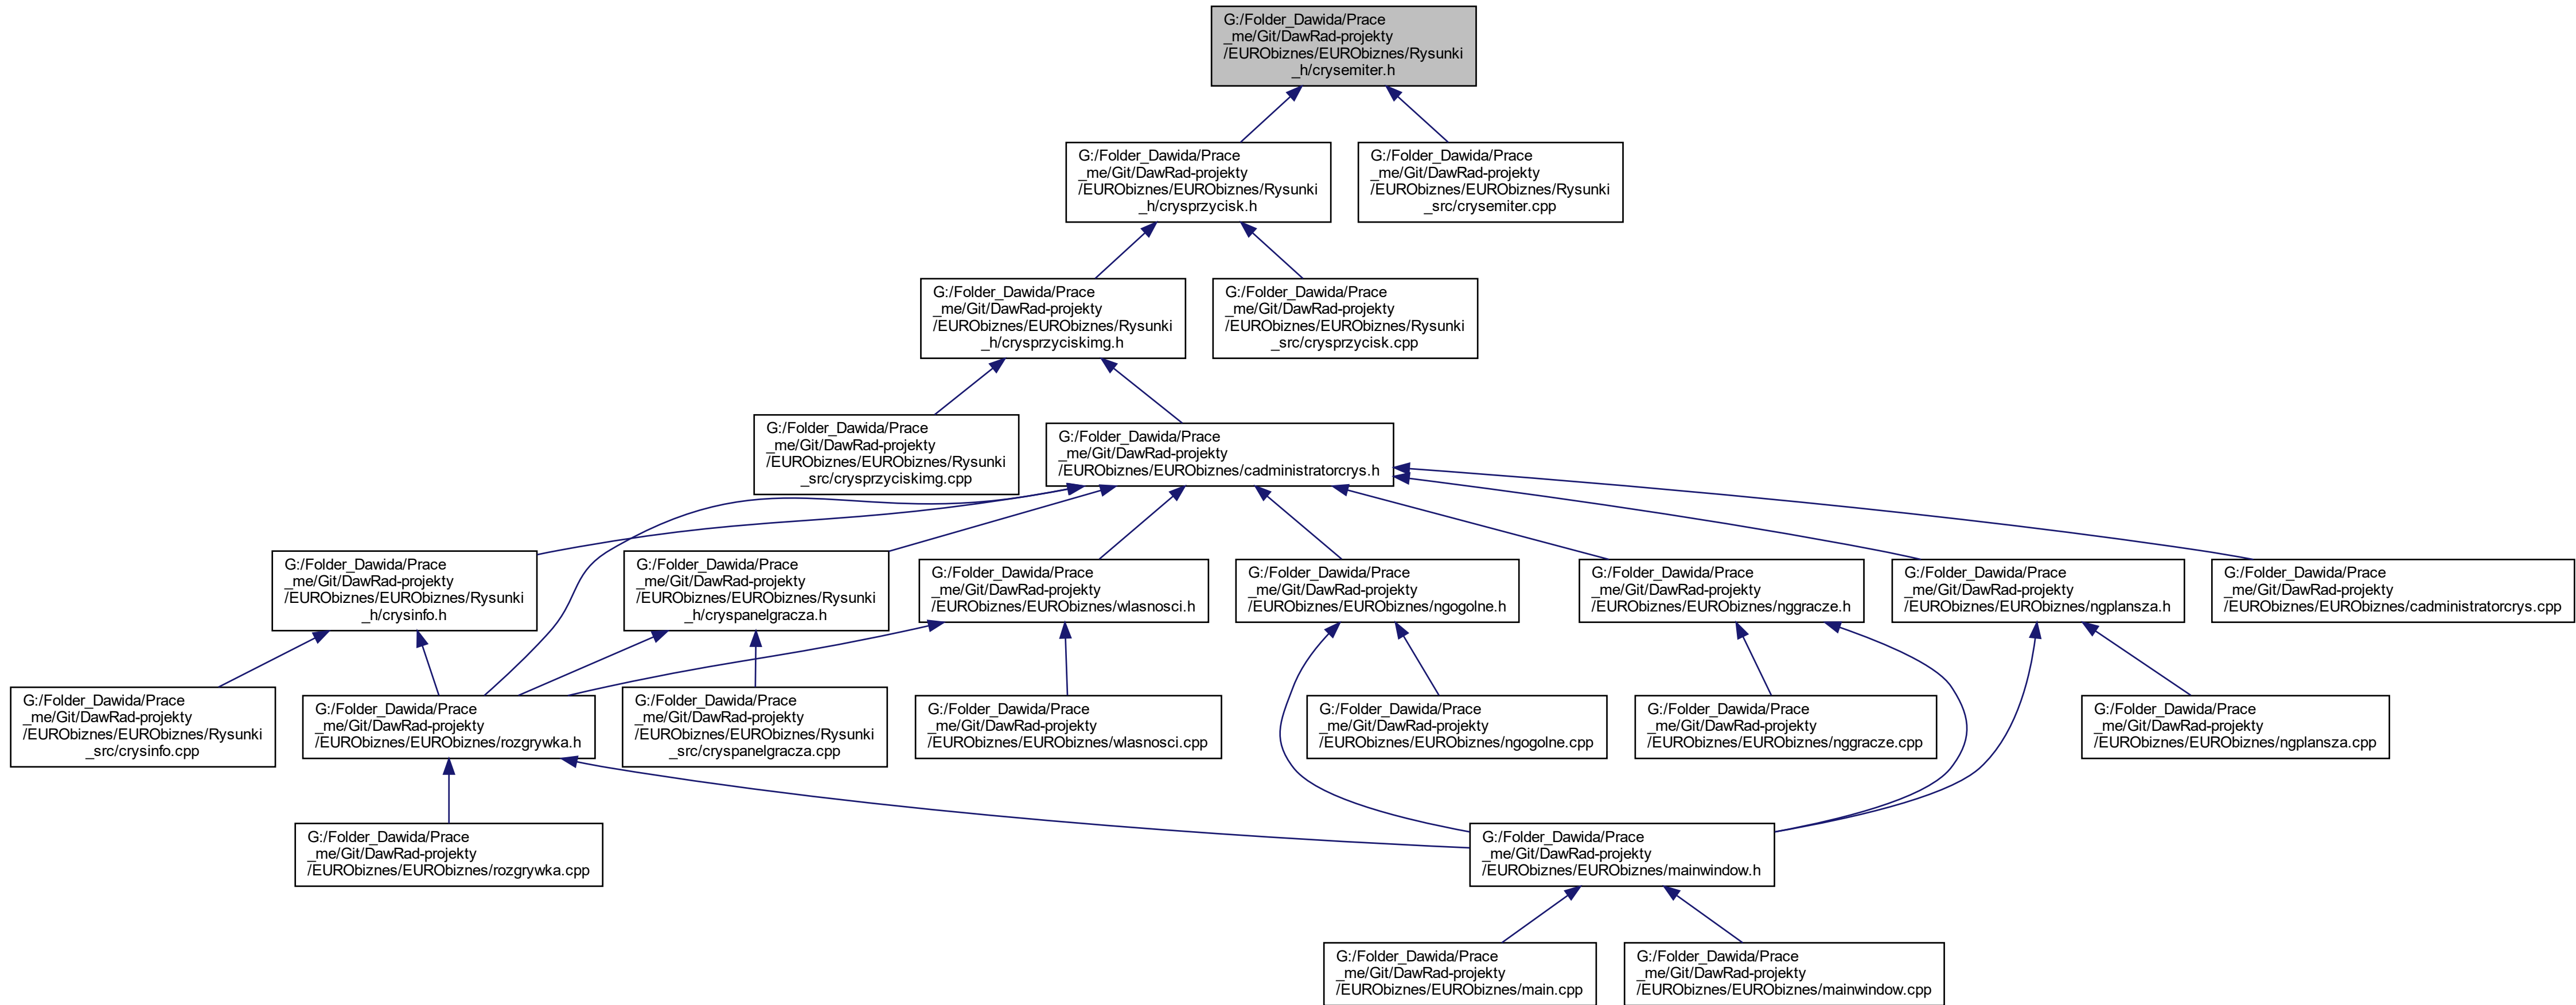 G:/Folder_Dawida/Prace
_me/Git/DawRad-projekty
/EURObiznes/EURObiznes/Rysunki
_h/crysemiter.h
G:/Folder_Dawida/Prace
_me/Git/DawRad-projekty
/EURObiznes/EURObiznes/Rysunki
_h/crysprzycisk.h
G:/Folder_Dawida/Prace
_me/Git/DawRad-projekty
/EURObiznes/EURObiznes/Rysunki
_src/crysemiter.cpp
G:/Folder_Dawida/Prace
_me/Git/DawRad-projekty
/EURObiznes/EURObiznes/Rysunki
_h/crysprzyciskimg.h
G:/Folder_Dawida/Prace
_me/Git/DawRad-projekty
/EURObiznes/EURObiznes/Rysunki
_src/crysprzycisk.cpp
G:/Folder_Dawida/Prace
_me/Git/DawRad-projekty
/EURObiznes/EURObiznes/Rysunki
_src/crysprzyciskimg.cpp
G:/Folder_Dawida/Prace
_me/Git/DawRad-projekty
/EURObiznes/EURObiznes/cadministratorcrys.h
G:/Folder_Dawida/Prace
_me/Git/DawRad-projekty
/EURObiznes/EURObiznes/Rysunki
_h/crysinfo.h
G:/Folder_Dawida/Prace
_me/Git/DawRad-projekty
/EURObiznes/EURObiznes/Rysunki
_h/cryspanelgracza.h
G:/Folder_Dawida/Prace
_me/Git/DawRad-projekty
/EURObiznes/EURObiznes/wlasnosci.h
G:/Folder_Dawida/Prace
_me/Git/DawRad-projekty
/EURObiznes/EURObiznes/ngogolne.h
G:/Folder_Dawida/Prace
_me/Git/DawRad-projekty
/EURObiznes/EURObiznes/nggracze.h
G:/Folder_Dawida/Prace
_me/Git/DawRad-projekty
/EURObiznes/EURObiznes/ngplansza.h
G:/Folder_Dawida/Prace
_me/Git/DawRad-projekty
/EURObiznes/EURObiznes/cadministratorcrys.cpp
G:/Folder_Dawida/Prace
_me/Git/DawRad-projekty
/EURObiznes/EURObiznes/Rysunki
_src/crysinfo.cpp
G:/Folder_Dawida/Prace
_me/Git/DawRad-projekty
/EURObiznes/EURObiznes/rozgrywka.h
G:/Folder_Dawida/Prace
_me/Git/DawRad-projekty
/EURObiznes/EURObiznes/Rysunki
_src/cryspanelgracza.cpp
G:/Folder_Dawida/Prace
_me/Git/DawRad-projekty
/EURObiznes/EURObiznes/wlasnosci.cpp
G:/Folder_Dawida/Prace
_me/Git/DawRad-projekty
/EURObiznes/EURObiznes/ngogolne.cpp
G:/Folder_Dawida/Prace
_me/Git/DawRad-projekty
/EURObiznes/EURObiznes/nggracze.cpp
G:/Folder_Dawida/Prace
_me/Git/DawRad-projekty
/EURObiznes/EURObiznes/ngplansza.cpp
G:/Folder_Dawida/Prace
_me/Git/DawRad-projekty
/EURObiznes/EURObiznes/rozgrywka.cpp
G:/Folder_Dawida/Prace
_me/Git/DawRad-projekty
/EURObiznes/EURObiznes/mainwindow.h
G:/Folder_Dawida/Prace
_me/Git/DawRad-projekty
/EURObiznes/EURObiznes/main.cpp
G:/Folder_Dawida/Prace
_me/Git/DawRad-projekty
/EURObiznes/EURObiznes/mainwindow.cpp